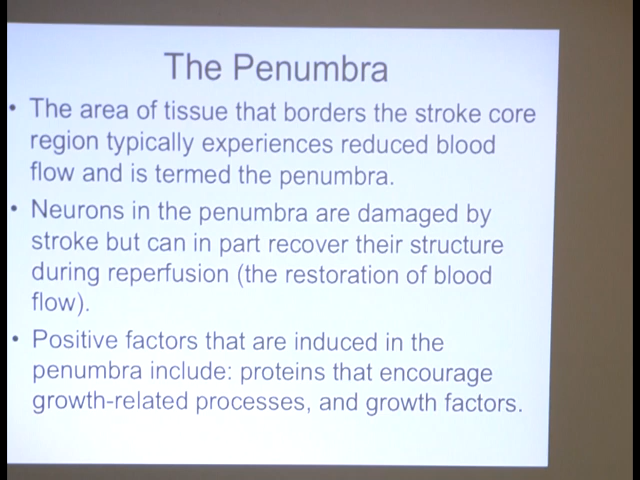 The Penumbra
• The area of tissue that borders the stroke core
region typically experiences reduced blood
flow and is termed the penumbra.
• Neurons in the penumbra are damaged by
stroke but can in part recover their structure
during reperfusion (the restoration of blood
flow).
• Positive factors that are induced in the
penumbra include: proteins that encourage
growth-related processes, and growth factors.